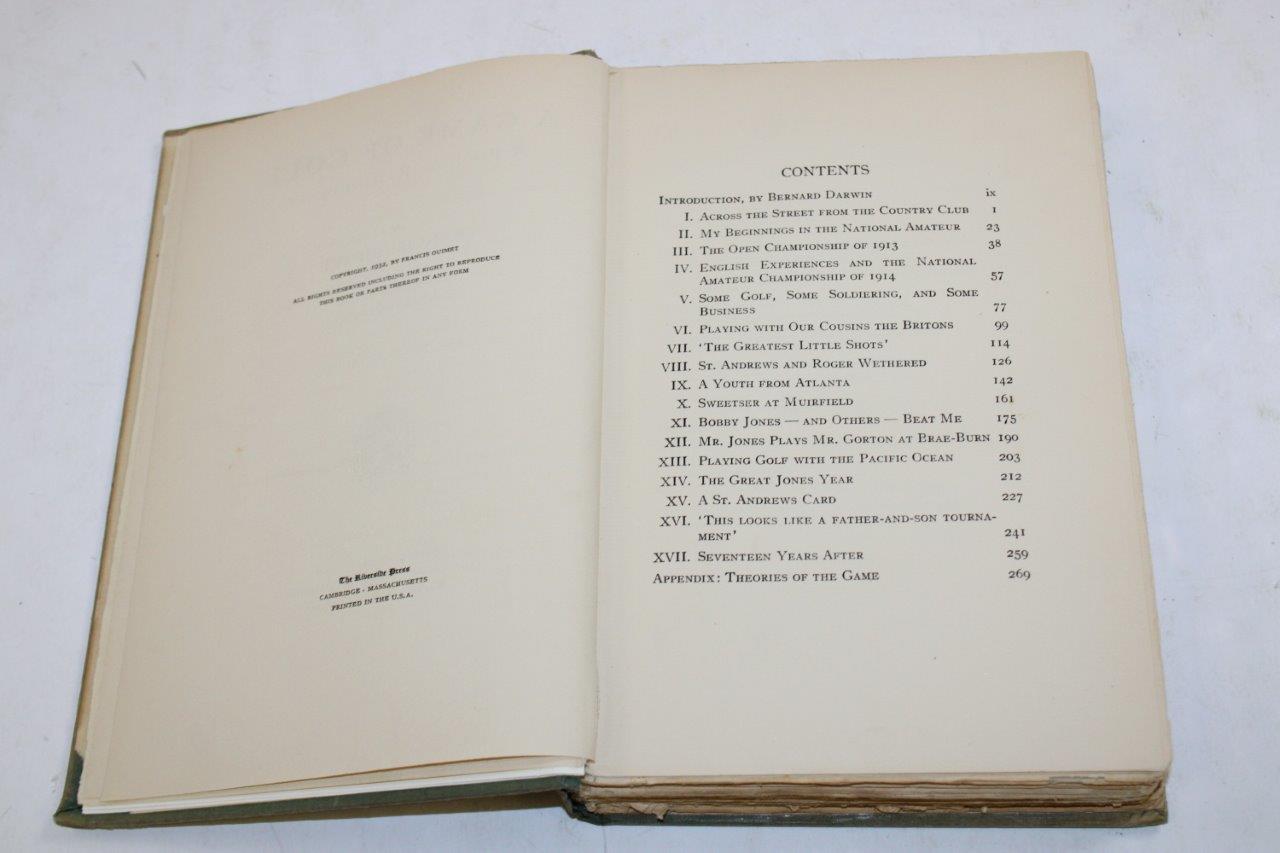 COPYRIGHT, 1932, BY FRANCIS OUIMET
ALL RIGHTS RESERVED INCLUDING THE RIGHT TO REPRODUCE
THIS BOOK OR PARTS THEREOF IN ANY FORM
The Riverside Press
CAMBRIDGE · MASSACHUSETTS
PRINTED IN THE U.S.A.
CONTENTS
INTRODUCTION, BY BERNARD DARWIN ix
I. ACROSS THE STREET FROM THE COUNTRY CLUB 1
II. MY BEGINNINGS IN THE NATIONAL AMATEUR 23
III. THE OPEN CHAMPIONSHIP OF 1913 38
IV. ENGLISH EXPERIENCES AND THE NATIONAL
AMATEUR CHAMPIONSHIP OF 1914 57
V. SOME GOLF, SOME SOLDIERING, AND SOME
BUSINESS 77
VI. PLAYING WITH OUR COUSINS THE BRITONS 99
VII. 'THE GREATEST LITTLE SHOTS' 114
VIII. ST. ANDREWS AND ROGER WETHERED 126
IX. A YOUTH FROM ATLANTA 142
X. SWEETSER AT MUIRFIELD 161
XI. BOBBY JONES — AND OTHERS — BEAT ME 175
XII. MR. JONES PLAYS MR. GORTON AT BRAE-BURN 190
XIII. PLAYING GOLF WITH THE PACIFIC OCEAN 203
XIV. THE GREAT JONES YEAR 212
XV. A ST. ANDREWS CARD 227
XVI. 'THIS LOOKS LIKE A FATHER-AND-SON TOURNA-
MENT' 241
XVII. SEVENTEEN YEARS AFTER 259
APPENDIX: THEORIES OF THE GAME 269